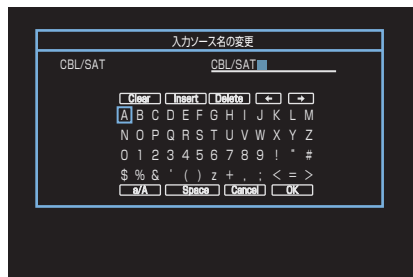 入力ソース名の変更
CBL/SAT CBL/SAT
Clear Insert Delete ← →
A B C D E F G H I J K L M
N O P Q R S T U V W X Y Z
0 1 2 3 4 5 6 7 8 9 ! " #
$ % & ' ( ) z + , ; < = >
a/A Space Cancel OK